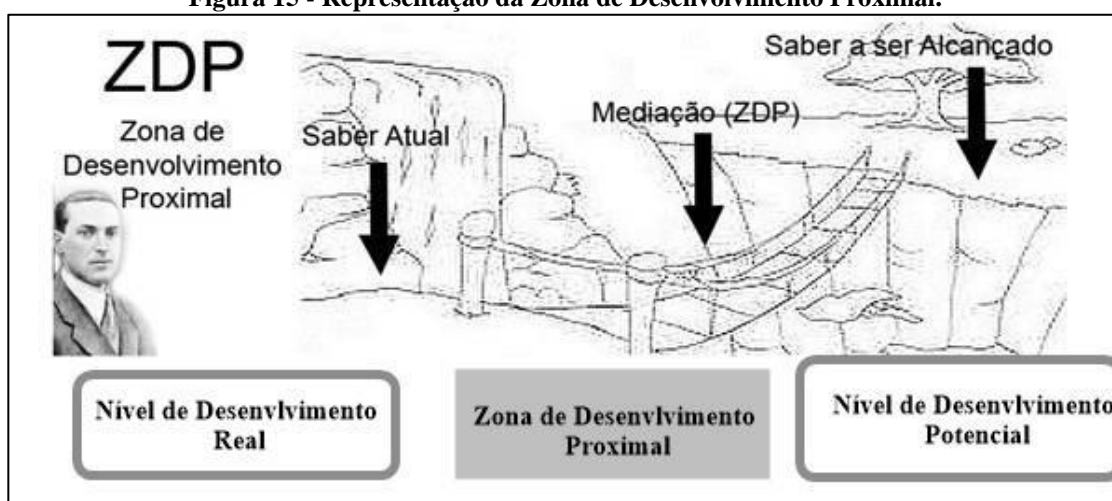 Figura 15 - Representação da Zona de Desenvolvimento Proximal.
ZDP
Zona de
Desenvolvimento
Proximal
Saber Atual
Mediação (ZDP)
Saber a ser Alcançado
Nível de Desenvlvimento
Real
Zona de Desenvlvimento
Proximal
Nível de Desenvlvimento
Potencial